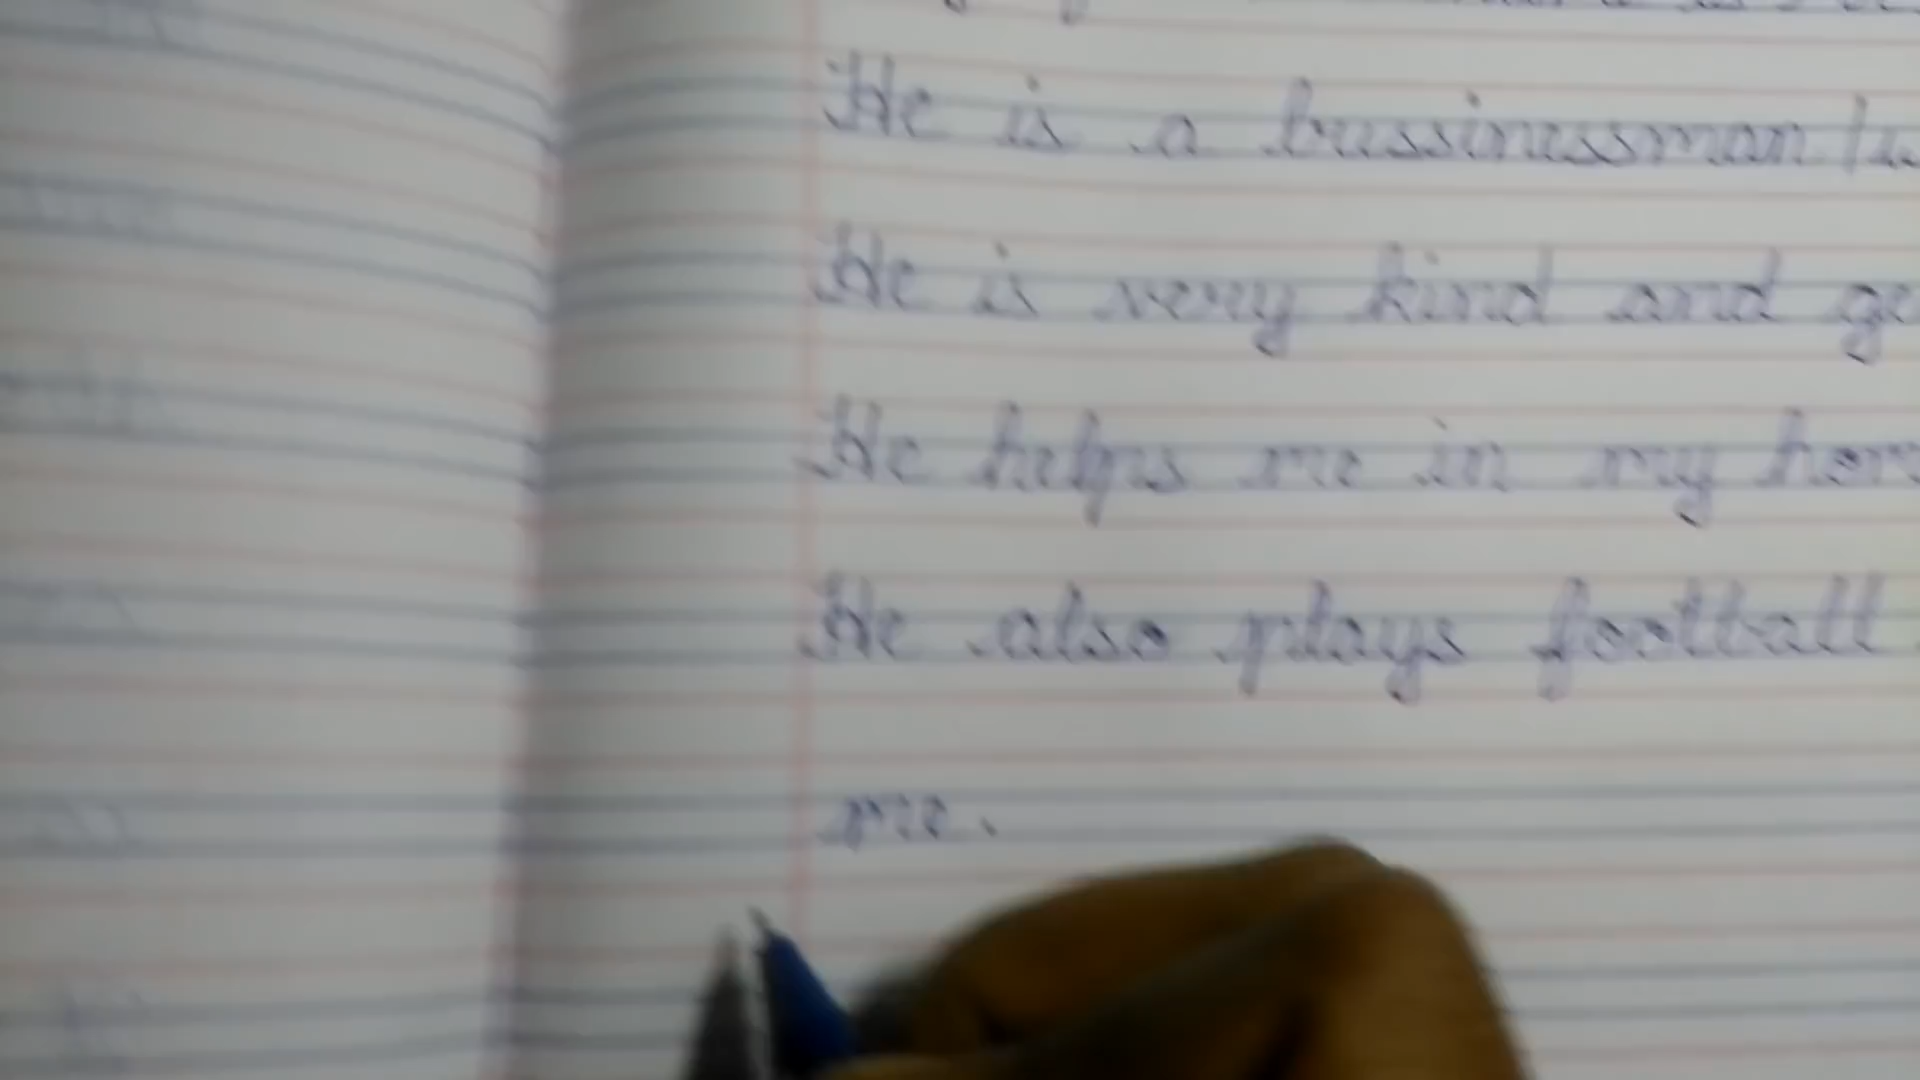 He is a bussinessman /
He is very kind and
He helps me in my
He also plays football
me.